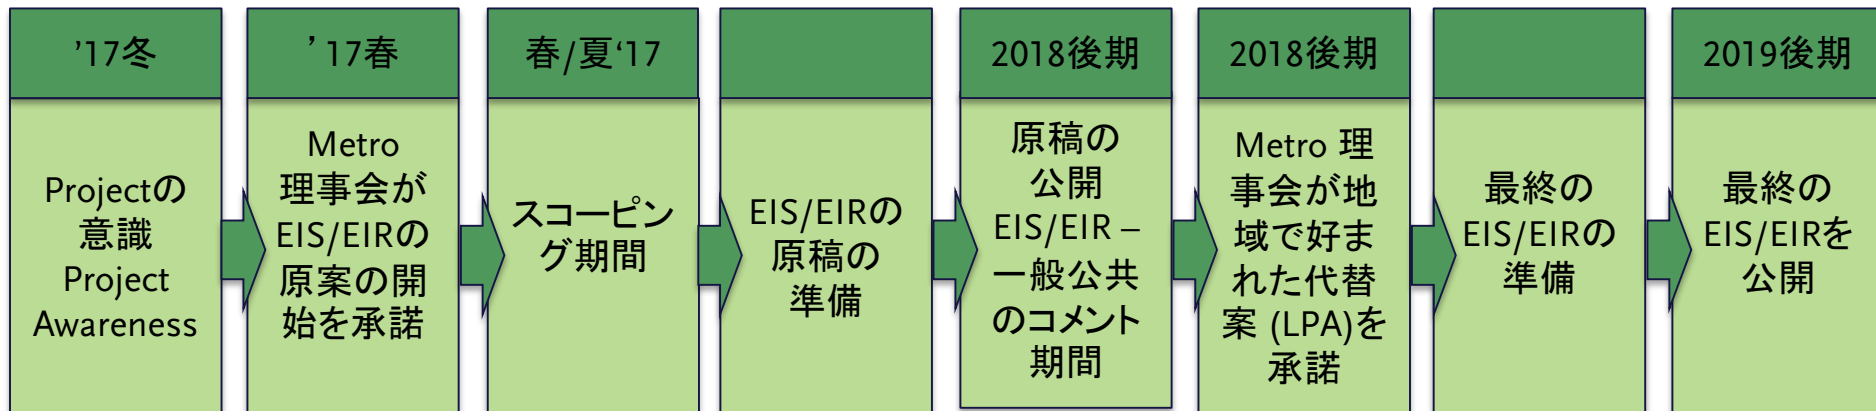 '17冬
Projectの
意識
Project
Awareness
’17春
Metro
理事会が
EIS/EIRの
原案の開
始を承諾
春/夏‘17
スコーピン
グ期間
EIS/EIRの
原稿の
準備
2018後期
原稿の
公開
EIS/EIR –
一般公共
のコメント
期間
2018後期
Metro 理
事会が地
域で好ま
れた代替
案 (LPA)を
承諾
最終の
EIS/EIRの
準備
2019後期
最終の
EIS/EIRを
公開